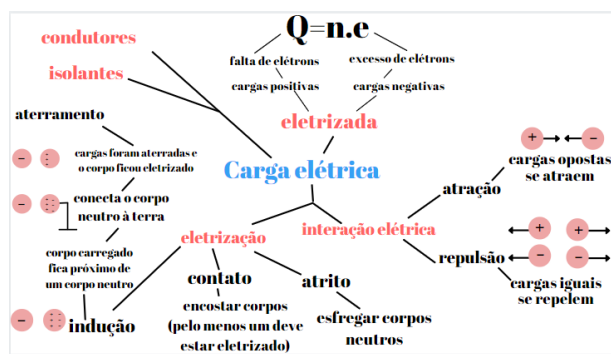 Q=n.e
condutores
isolantes
falta de elétrons
excesso de elétrons
cargas positivas
cargas negativas
eletrizada
aterramento
cargas foram aterradas e
o corpo ficou eletrizado
Carga elétrica
+ −
cargas opostas
se atraem
atração
conecta o corpo
neutro à terra
eletrização
interação elétrica
+ +
− −
repulsão
cargas iguais
se repelem
corpo carregado
fica próximo de
um corpo neutro
indução
contato
encostar corpos
(pelo menos um deve
estar eletrizado)
atrito
esfregar corpos
neutros